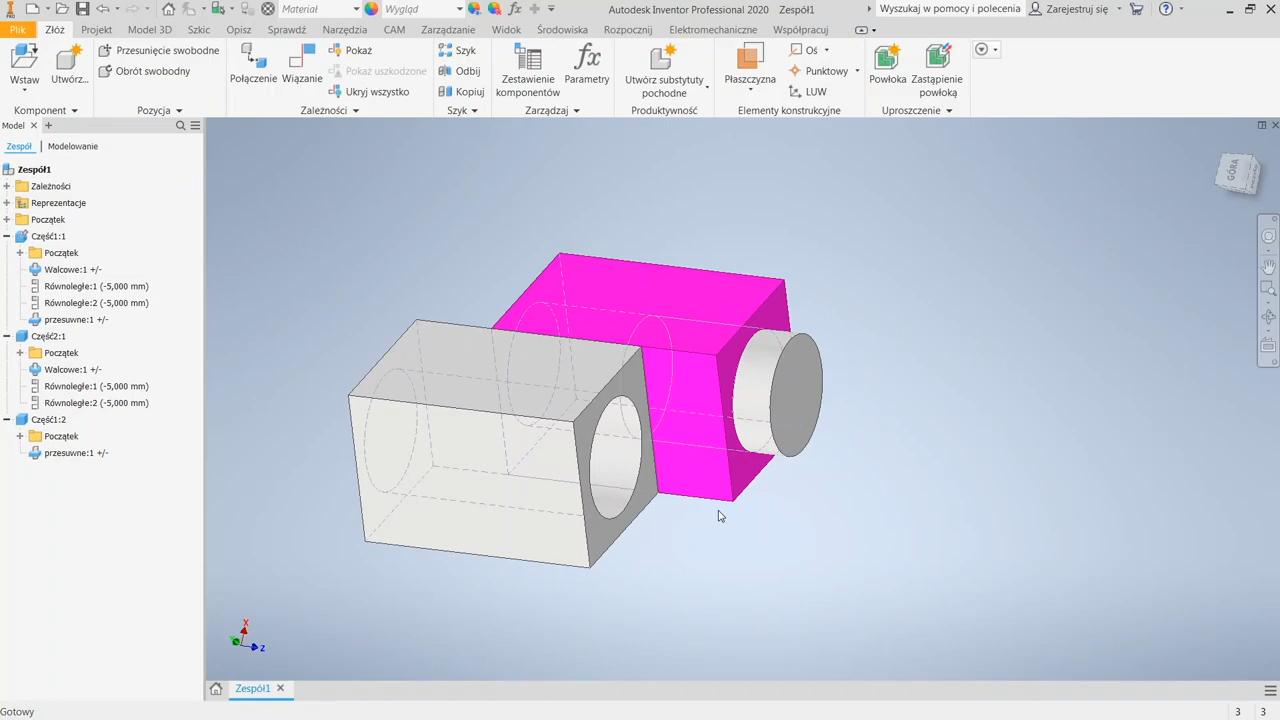 PRO
Materiał
Wygląd
Autodesk Inventor Professional 2020 Zespół1
Wyszukaj w pomocy i polecenia
Zarejestruj się
Plik Złóż Projekt Model 3D Szkic Opisz Sprawdź Narzędzia CAM Zarządzanie Widok Środowiska Rozpocznij Elektromechaniczne Współpracuj
Wstaw
Utwórz...
Przesunięcie swobodne
Obrót swobodny
Połączenie
Wiązanie
Pokaż
Pokaż uszkodzone
Ukryj wszystko
Szyk
Odbij
Kopiuj
Zestawienie
komponentów
Parametry
Utwórz substytuty
pochodne
Płaszczyzna
Oś
Punktowy
LUW
Powłoka
Zastąpienie
powłoką
Komponent Pozycja Zależności Szyk Zarządzaj Produktywność Elementy konstrukcyjne Uproszczenie
Model
Zespół Modelowanie
Zespół1
Zależności
Reprezentacje
Początek
Część1:1
Początek
Walcowe:1 +/-
Równoległe:1 (-5,000 mm)
Równoległe:2 (-5,000 mm)
przesuwne:1 +/-
Część2:1
Początek
Walcowe:1 +/-
Równoległe:1 (-5,000 mm)
Równoległe:2 (-5,000 mm)
Część1:2
Początek
przesuwne:1 +/-
GÓRA
X
Z
Zespół1
Gotowy
3 3